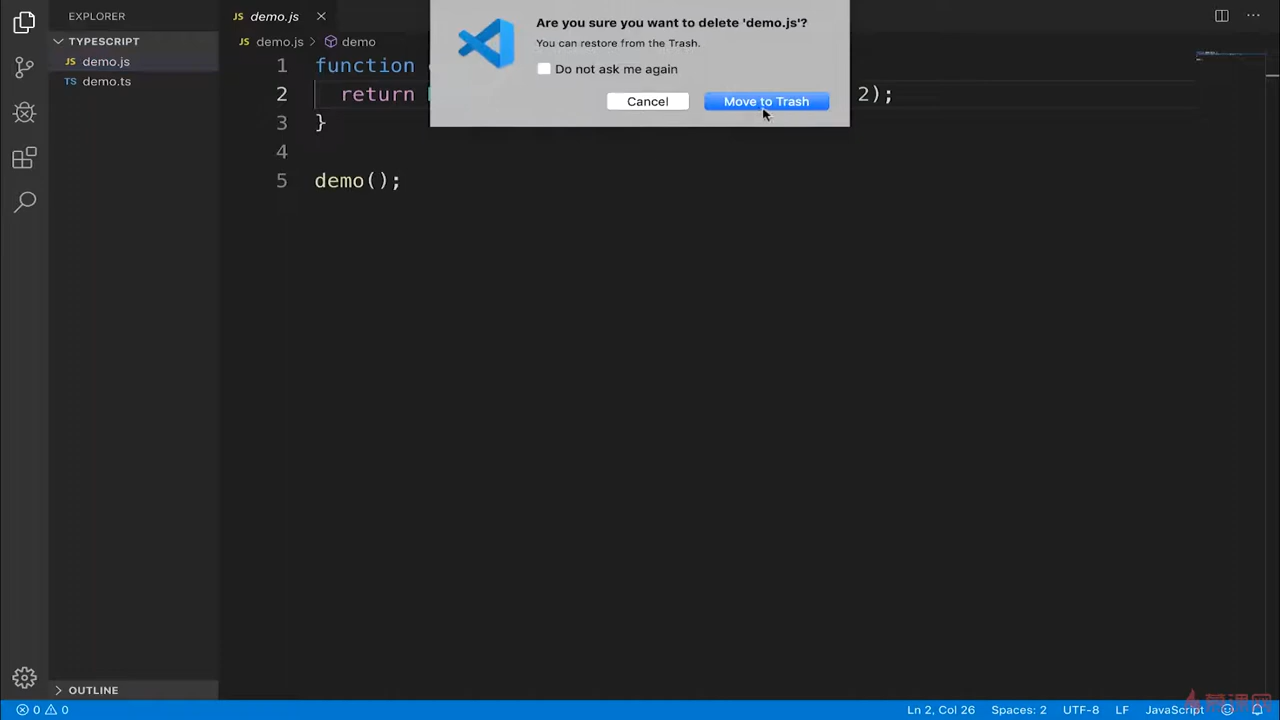 demo.js
EXPLORER
TYPESCRIPT
demo.js
demo.ts
OUTLINE
demo.js > demo
1 function
2 return 2);
3 }
4
5 demo();
Are you sure you want to delete 'demo.js'?
You can restore from the Trash.
Do not ask me again
Cancel
Move to Trash
0 0
Ln 2, Col 26 Spaces: 2 UTF-8 LF JavaScript
慕课网